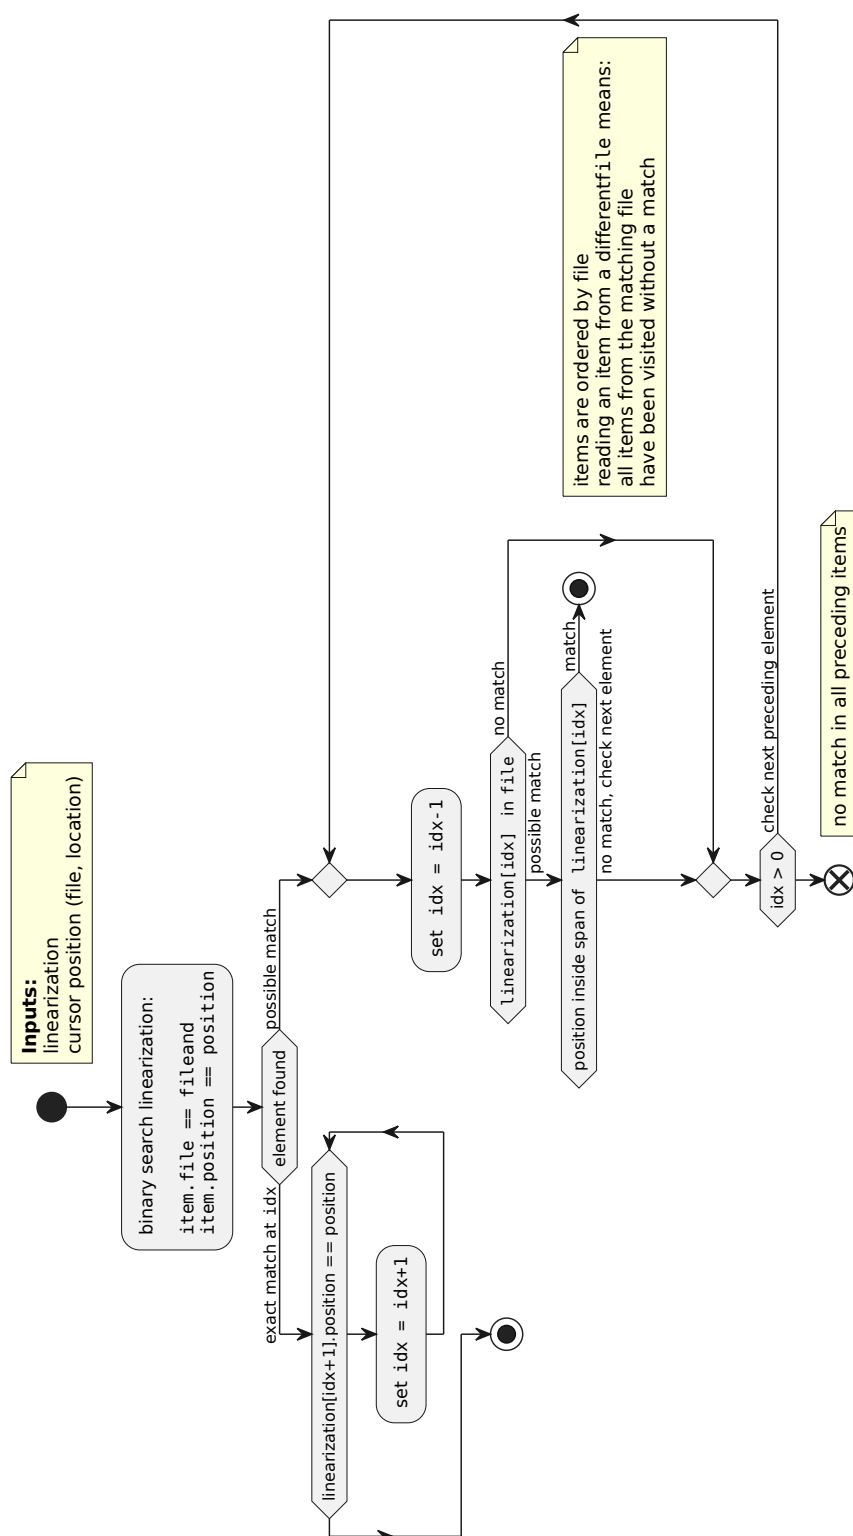 Inputs:
linearization
cursor position (file, location)
binary search linearization:
item.file == fileand
item.position == position
element found
exact match at idx
possible match
linearization[idx+1].position == position
set idx = idx+1
set idx = idx-1
linearization[idx] in file
no match
possible match
position inside span of linearization[idx]
match
no match, check next element
items are ordered by file
reading an item from a differentfile means:
all items from the matching file
have been visited without a match
idx > 0
check next preceding element
no match in all preceding items